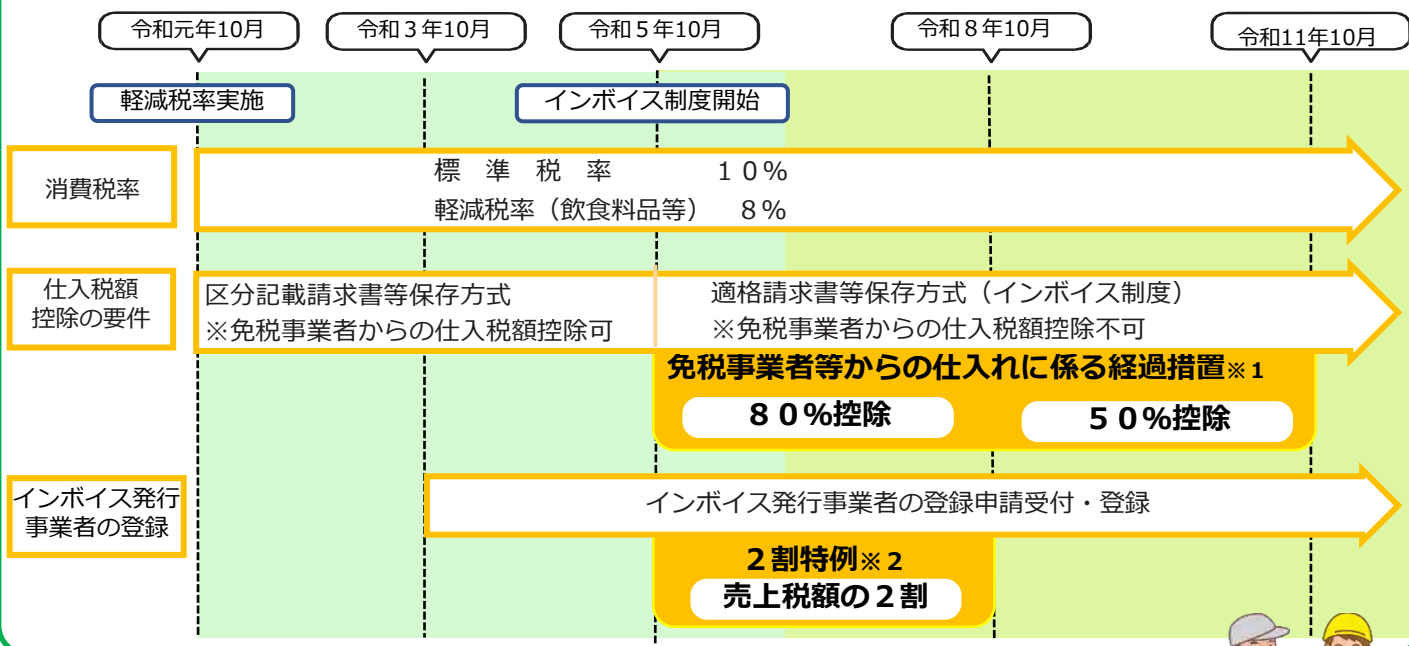 令和元年10月
令和３年10月
令和５年10月
令和８年10月
令和11年10月
軽減税率実施
インボイス制度開始
消費税率
標　準　税　率　　　　１０％
軽減税率（飲食料品等）　８％
仕入税額
控除の要件
区分記載請求書等保存方式
※免税事業者からの仕入税額控除可
適格請求書等保存方式（インボイス制度）
※免税事業者からの仕入税額控除不可
免税事業者等からの仕入れに係る経過措置※１
８０％控除
５０％控除
インボイス発行
事業者の登録
インボイス発行事業者の登録申請受付・登録
２割特例※２
売上税額の２割